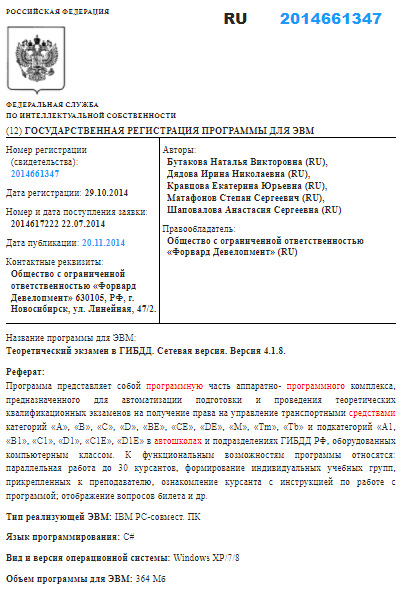 РОССИЙСКАЯ ФЕДЕРАЦИЯ
RU 2014661347
ФЕДЕРАЛЬНАЯ СЛУЖБА
ПО ИНТЕЛЛЕКТУАЛЬНОЙ СОБСТВЕННОСТИ
(12) ГОСУДАРСТВЕННАЯ РЕГИСТРАЦИЯ ПРОГРАММЫ ДЛЯ ЭВМ
Номер регистрации
(свидетельства):
2014661347
Дата регистрации: 29.10.2014
Номер и дата поступления заявки:
2014617222 22.07.2014
Дата публикации: 20.11.2014
Контактные реквизиты:
Общество с ограниченной
ответственностью «Форвард
Девелопмент» 630105, РФ, г.
Новосибирск, ул. Линейная, 47/2.
Авторы:
Бутакова Наталья Викторовна (RU),
Дядова Ирина Николаевна (RU),
Кравцова Екатерина Юрьевна (RU),
Матафонов Степан Сергеевич (RU),
Шаповалова Анастасия Сергеевна (RU)
Правообладатель:
Общество с ограниченной ответственностью
«Форвард Девелопмент» (RU)
Название программы для ЭВМ:
Теоретический экзамен в ГИБДД. Сетевая версия. Версия 4.1.8.
Реферат:
Программа представляет собой программную часть аппаратно- программного комплекса,
предназначенного для автоматизации подготовки и проведения теоретических
квалификационных экзаменов на получение права на управление транспортными средствами
категорий «A», «B», «C», «D», «BE», «CE», «DE», «M», «Tm», «Tb» и подкатегорий «A1,
«B1», «C1», «D1», «C1E», «D1E» в автошколах и подразделениях ГИБДД РФ, оборудованных
компьютерным классом. К функциональным возможностям программы относятся:
параллельная работа до 30 курсантов, формирование индивидуальных учебных групп,
прикрепленных к преподавателю, ознакомление курсанта с инструкцией по работе с
программой; отображение вопросов билета и др.
Тип реализующей ЭВМ: IBM PC-совмест. ПК
Язык программирования: C#
Вид и версия операционной системы: Windows XP/7/8
Объем программы для ЭВМ: 364 Мб